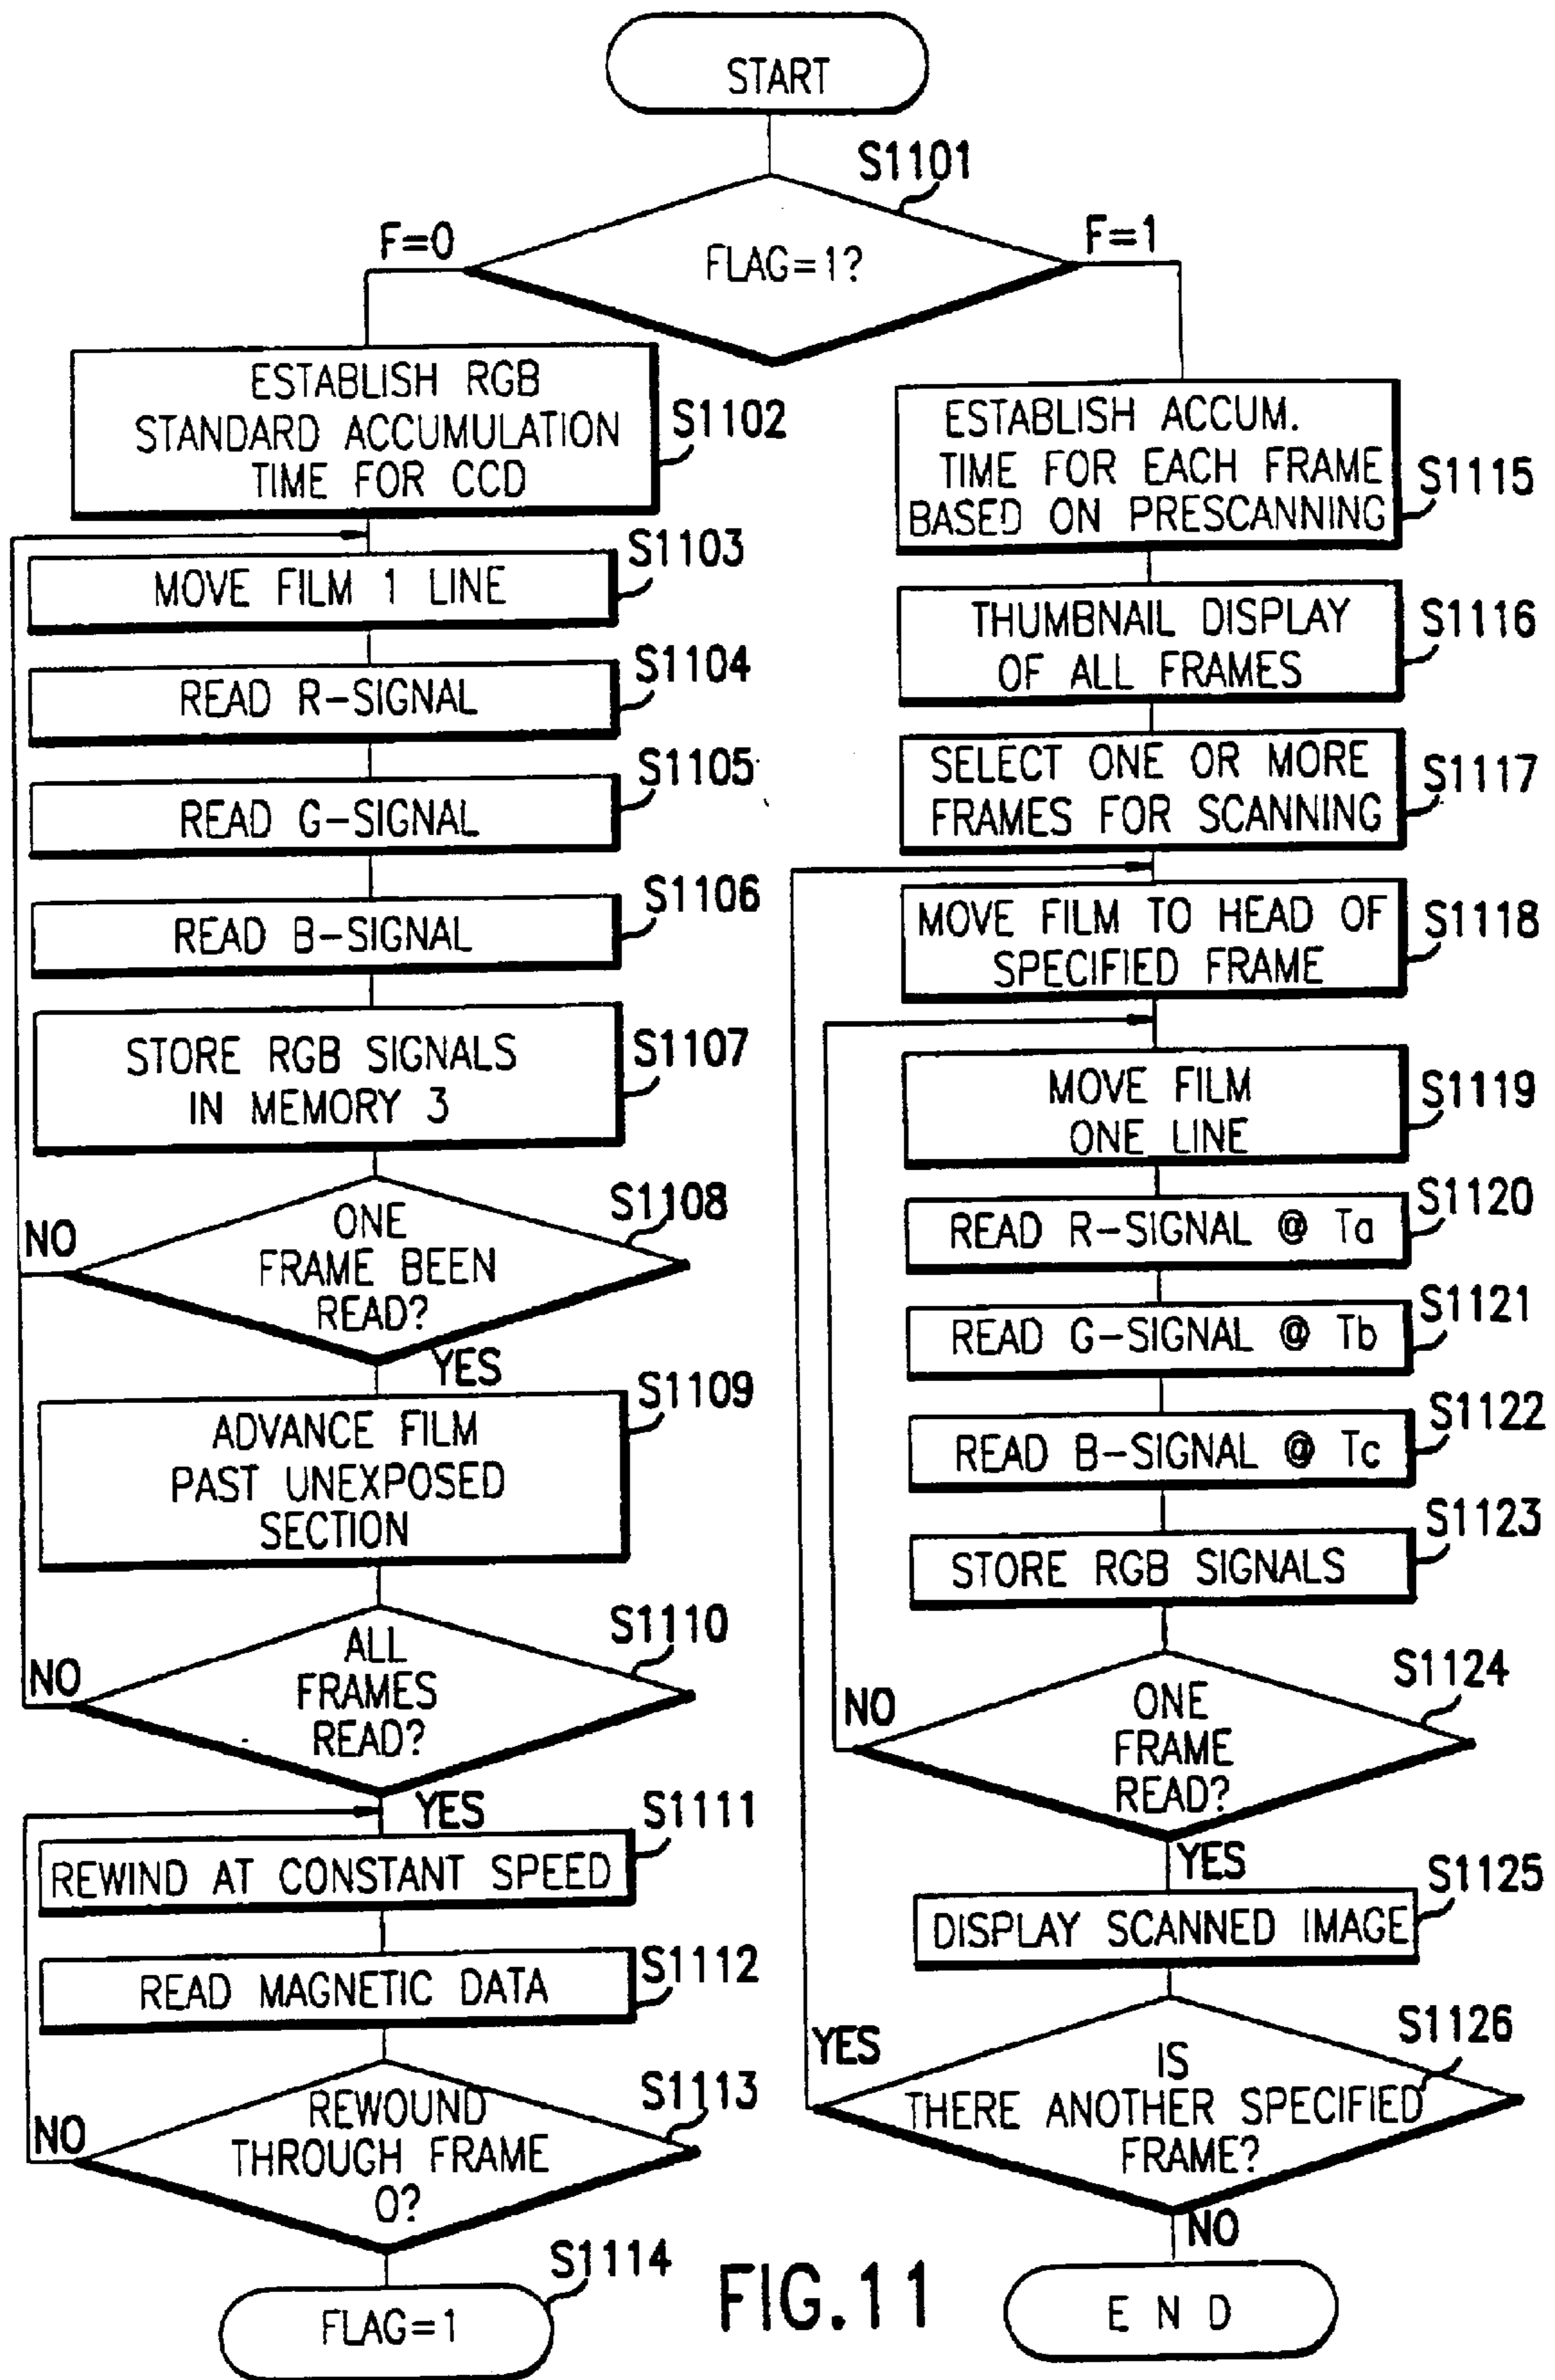 START
S1101
F=0
FLAG=1?
F=1
ESTABLISH RGB
STANDARD ACCUMULATION
TIME FOR CCD
S1102
S1103
MOVE FILM 1 LINE
S1104
READ R-SIGNAL
S1105
READ G-SIGNAL
S1106
READ B-SIGNAL
STORE RGB SIGNALS
IN MEMORY 3
S1107
S1108
NO
ONE
FRAME BEEN
READ?
YES
S1109
ADVANCE FILM
PAST UNEXPOSED
SECTION
S1110
NO
ALL
FRAMES
READ?
YES
S1111
REWIND AT CONSTANT SPEED
S1112
READ MAGNETIC DATA
S1113
NO
REWOUND
THROUGH FRAME
0?
S1114
FLAG=1
ESTABLISH ACCUM.
TIME FOR EACH FRAME
BASED ON PRESCANNING
S1115
THUMBNAIL DISPLAY
OF ALL FRAMES
S1116
SELECT ONE OR MORE
FRAMES FOR SCANNING
S1117
MOVE FILM TO HEAD OF
SPECIFIED FRAME
S1118
MOVE FILM
ONE LINE
S1119
READ R-SIGNAL @ Ta
S1120
READ G-SIGNAL @ Tb
S1121
READ B-SIGNAL @ Tc
S1122
STORE RGB SIGNALS
S1123
S1124
NO
ONE
FRAME
READ?
YES
S1125
DISPLAY SCANNED IMAGE
S1126
YES
IS
THERE ANOTHER SPECIFIED
FRAME?
NO
END
FIG.11